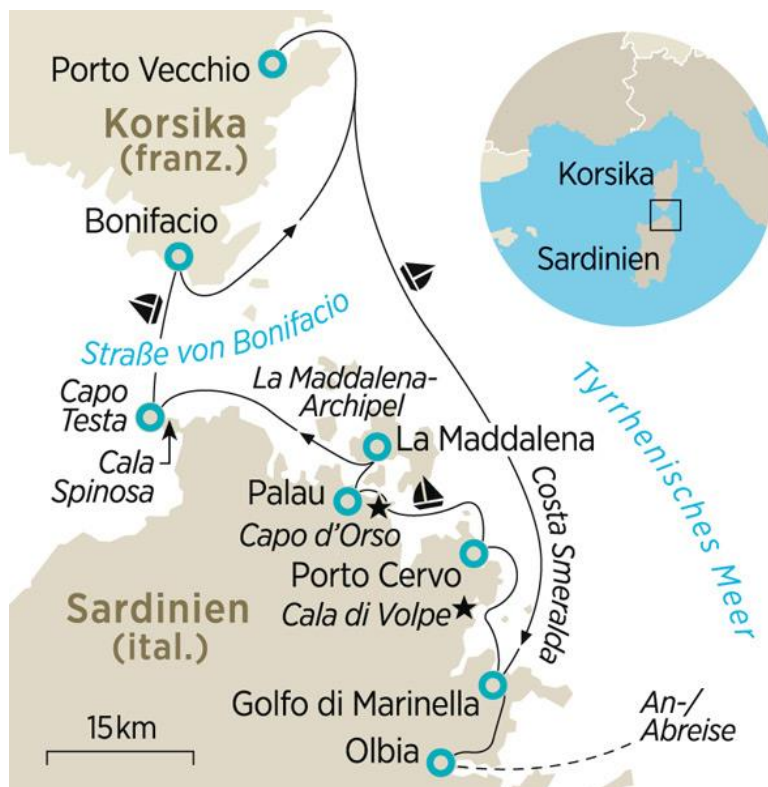 Porto Vecchio
Korsika
(franz.)
Bonifacio
Straße von Bonifacio
Capo
Testa
Cala
Spinosa
La Maddalena-
Archipel
La Maddalena
Palau
Capo d’Orso
Porto Cervo
Cala di Volpe
Costa Smeralda
Tyrrhenisches Meer
Sardinien
(ital.)
Golfo di Marinella
Olbia
An-/
Abreise
15 km
Korsika
Sardinien